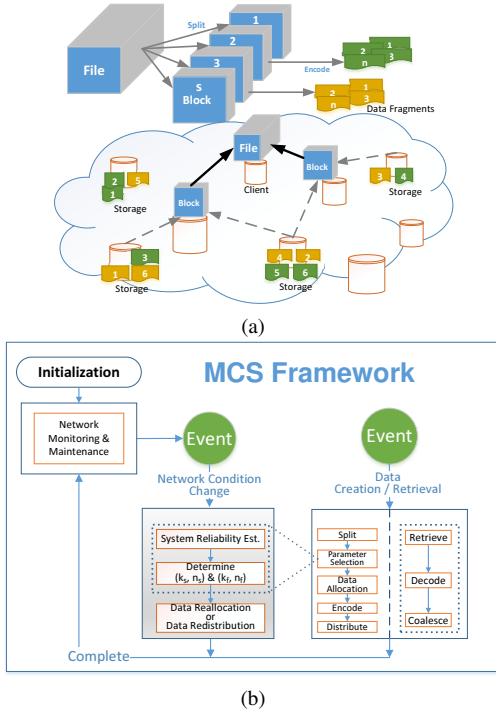 Split
1
2
3
S
Block
File
Encode
1
2
3
n
1
2
3
n
Data Fragments
File
Client
Block
Block
2
5
1
Storage
3
4
Storage
3
1
6
Storage
4
2
5
6
Storage
(a)
Initialization
MCS Framework
Network
Monitoring &
Maintenance
Event
Event
Network Condition
Change
Data
Creation / Retrieval
System Reliability Est.
Determine
(ks, ns) & (kf, nf)
Data Reallocation
or
Data Redistribution
Split
Parameter
Selection
Data
Allocation
Encode
Distribute
Retrieve
Decode
Coalesce
Complete
(b)